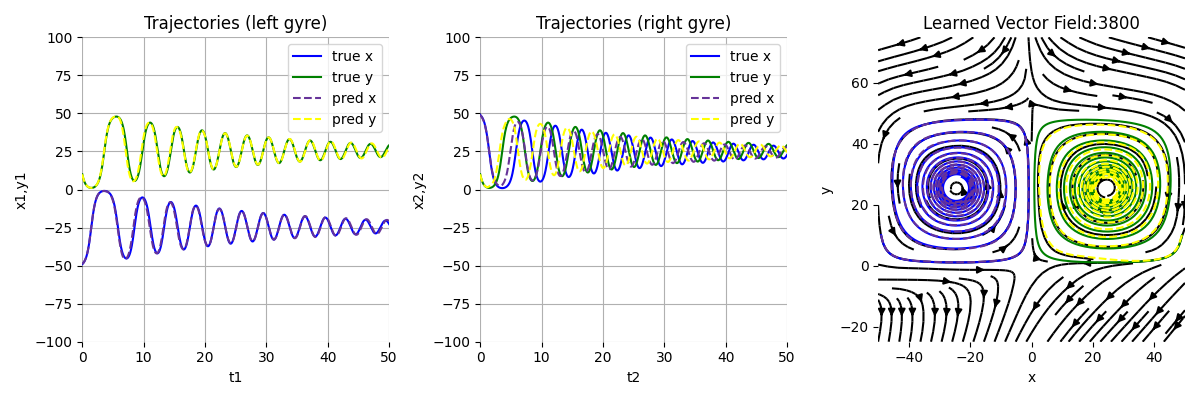 Trajectories (left gyre)
100
75
50
25
0
−25
−50
−75
−100
x1,y1
0
10
20
30
40
50
t1
true x
true y
pred x
pred y
Trajectories (right gyre)
100
75
50
25
0
−25
−50
−75
−100
x2,y2
0
10
20
30
40
50
t2
true x
true y
pred x
pred y
Learned Vector Field:3800
60
40
20
0
−20
y
−40
−20
0
20
40
x